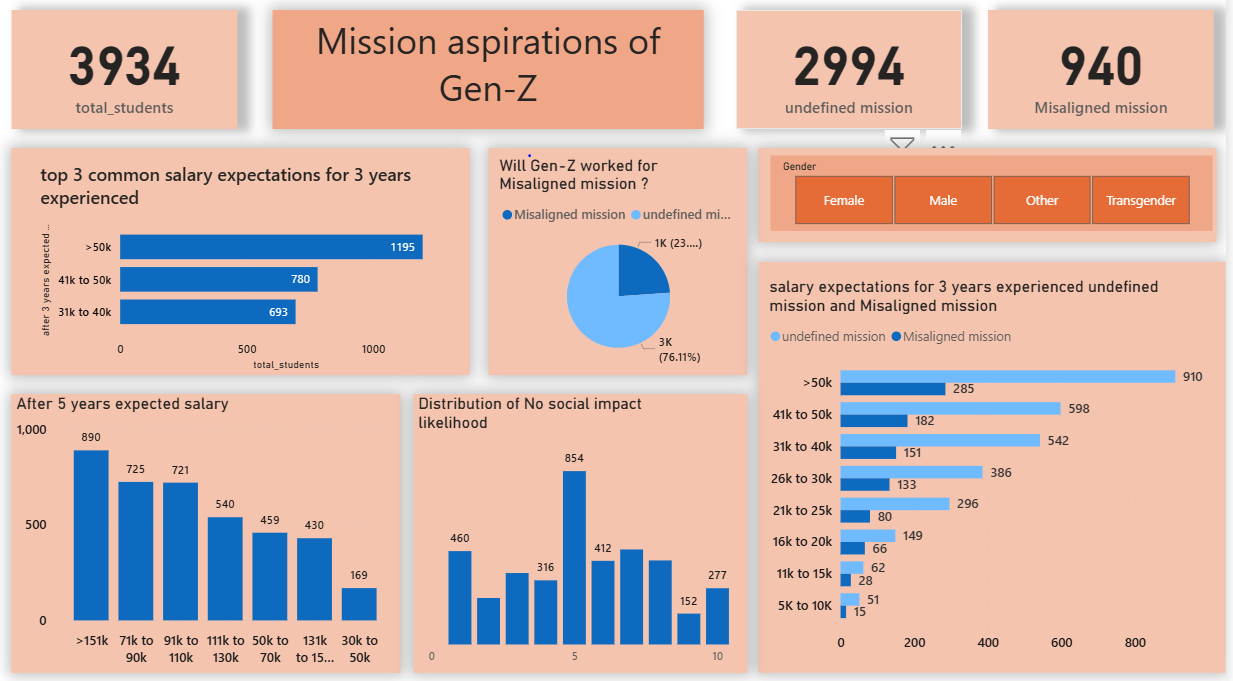 3934
total_students
Mission aspirations of
Gen-Z
2994
undefined mission
940
Misaligned mission
top 3 common salary expectations for 3 years
experienced
after 3 years expected ...
>50k
1195
41k to 50k
780
31k to 40k
693
0
500
1000
total_students
Will Gen-Z worked for
Misaligned mission ?
Misaligned mission
undefined mi...
1K (23....)
3K
(76.11%)
Gender
Female
Male
Other
Transgender
salary expectations for 3 years experienced undefined
mission and Misaligned mission
undefined mission
Misaligned mission
>50k
910
285
41k to 50k
598
182
31k to 40k
542
151
26k to 30k
386
133
21k to 25k
296
80
16k to 20k
149
66
11k to 15k
62
28
5K to 10K
51
15
0
200
400
600
800
After 5 years expected salary
1,000
500
0
890
725
721
540
459
430
169
>151k
71k to
90k
91k to
110k
111k to
130k
50k to
70k
131k
to 15...
30k to
50k
Distribution of No social impact
likelihood
460
316
854
412
152
277
0
5
10